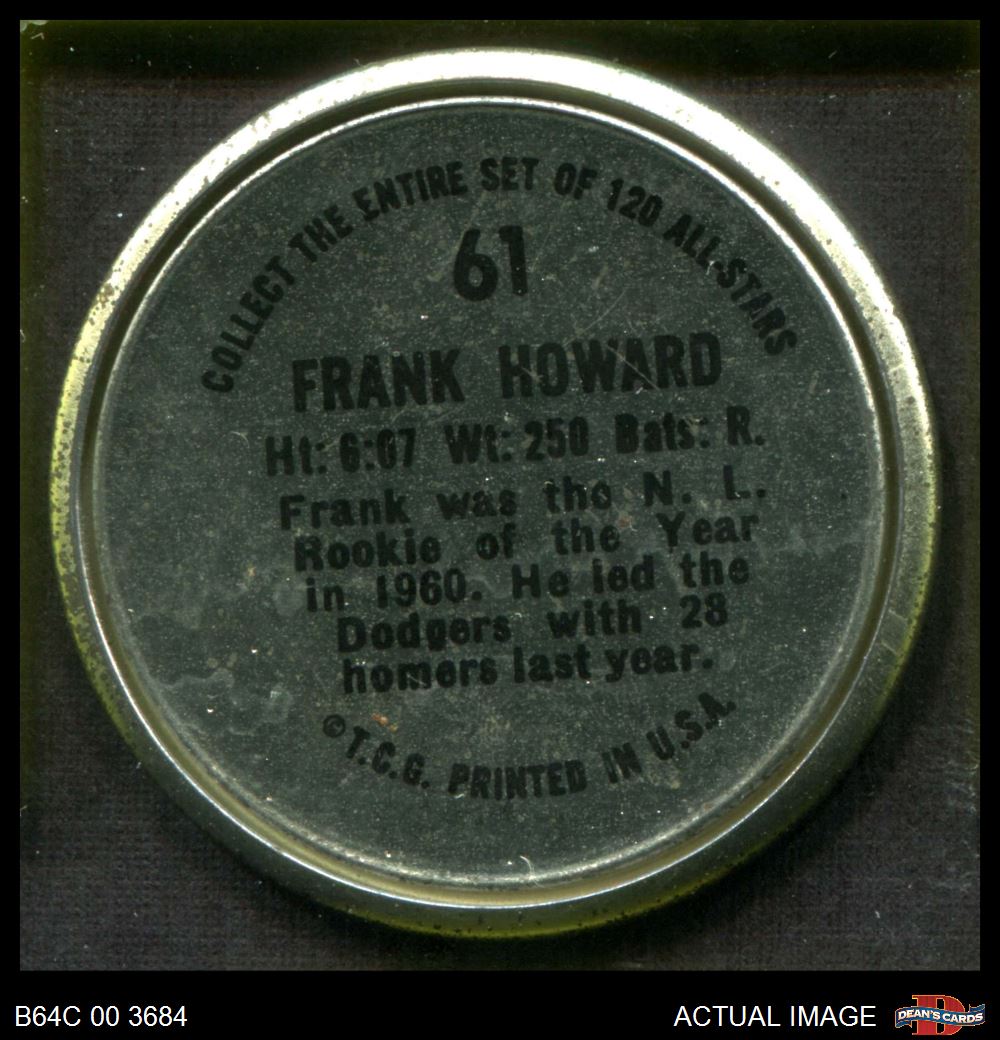 COLLECT THE ENTIRE SET OF 120 ALL-STARS
61
FRANK HOWARD
Ht: 6:07 Wt: 250 Bats: R.
Frank was the N. L.
Rookie of the Year
in 1960. He led the
Dodgers with 28
homers last year.
© T.C.G. PRINTED IN U.S.A.
B64C 00 3684
ACTUAL IMAGE
D
DEAN'S CARDS